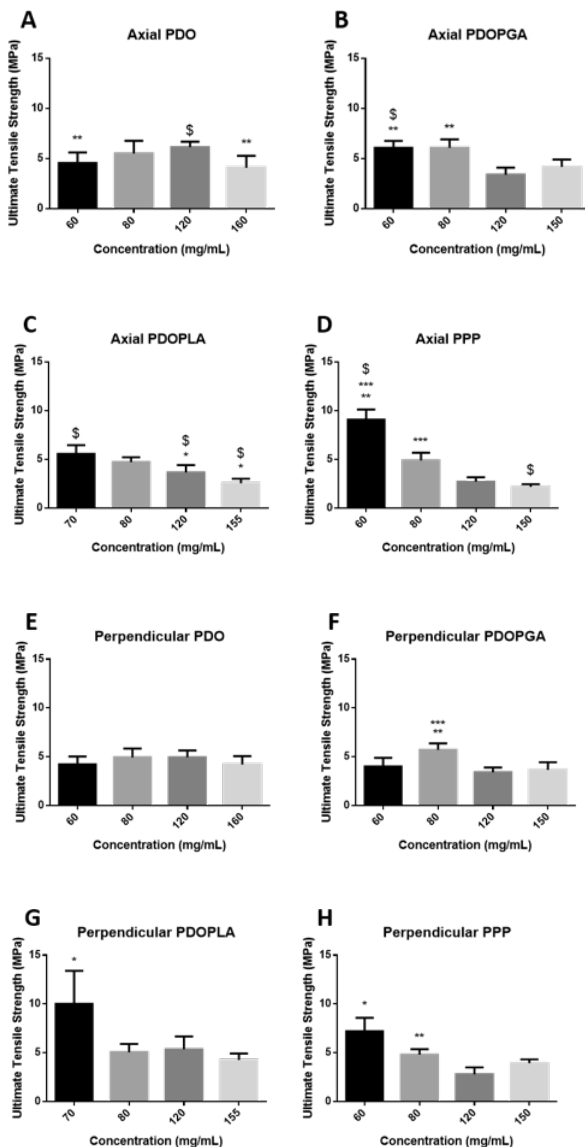 A
Axial PDO
Ultimate Tensile Strength (MPa)
15
10
5
0
**
$
**
60
80
120
160
Concentration (mg/mL)
B
Axial PDOPGA
Ultimate Tensile Strength (MPa)
15
10
5
0
$
**
**
60
80
120
150
Concentration (mg/mL)
C
Axial PDOPLA
Ultimate Tensile Strength (MPa)
15
10
5
0
$
$
*
$
*
70
80
120
155
Concentration (mg/mL)
D
Axial PPP
Ultimate Tensile Strength (MPa)
15
10
5
0
$
***
**
***
$
60
80
120
150
Concentration (mg/mL)
E
Perpendicular PDO
Ultimate Tensile Strength (MPa)
15
10
5
0
60
80
120
160
Concentration (mg/mL)
F
Perpendicular PDOPGA
Ultimate Tensile Strength (MPa)
15
10
5
0
***
**
60
80
120
150
Concentration (mg/mL)
G
Perpendicular PDOPLA
Ultimate Tensile Strength (MPa)
15
10
5
0
*
70
80
120
155
Concentration (mg/mL)
H
Perpendicular PPP
Ultimate Tensile Strength (MPa)
15
10
5
0
*
**
60
80
120
150
Concentration (mg/mL)